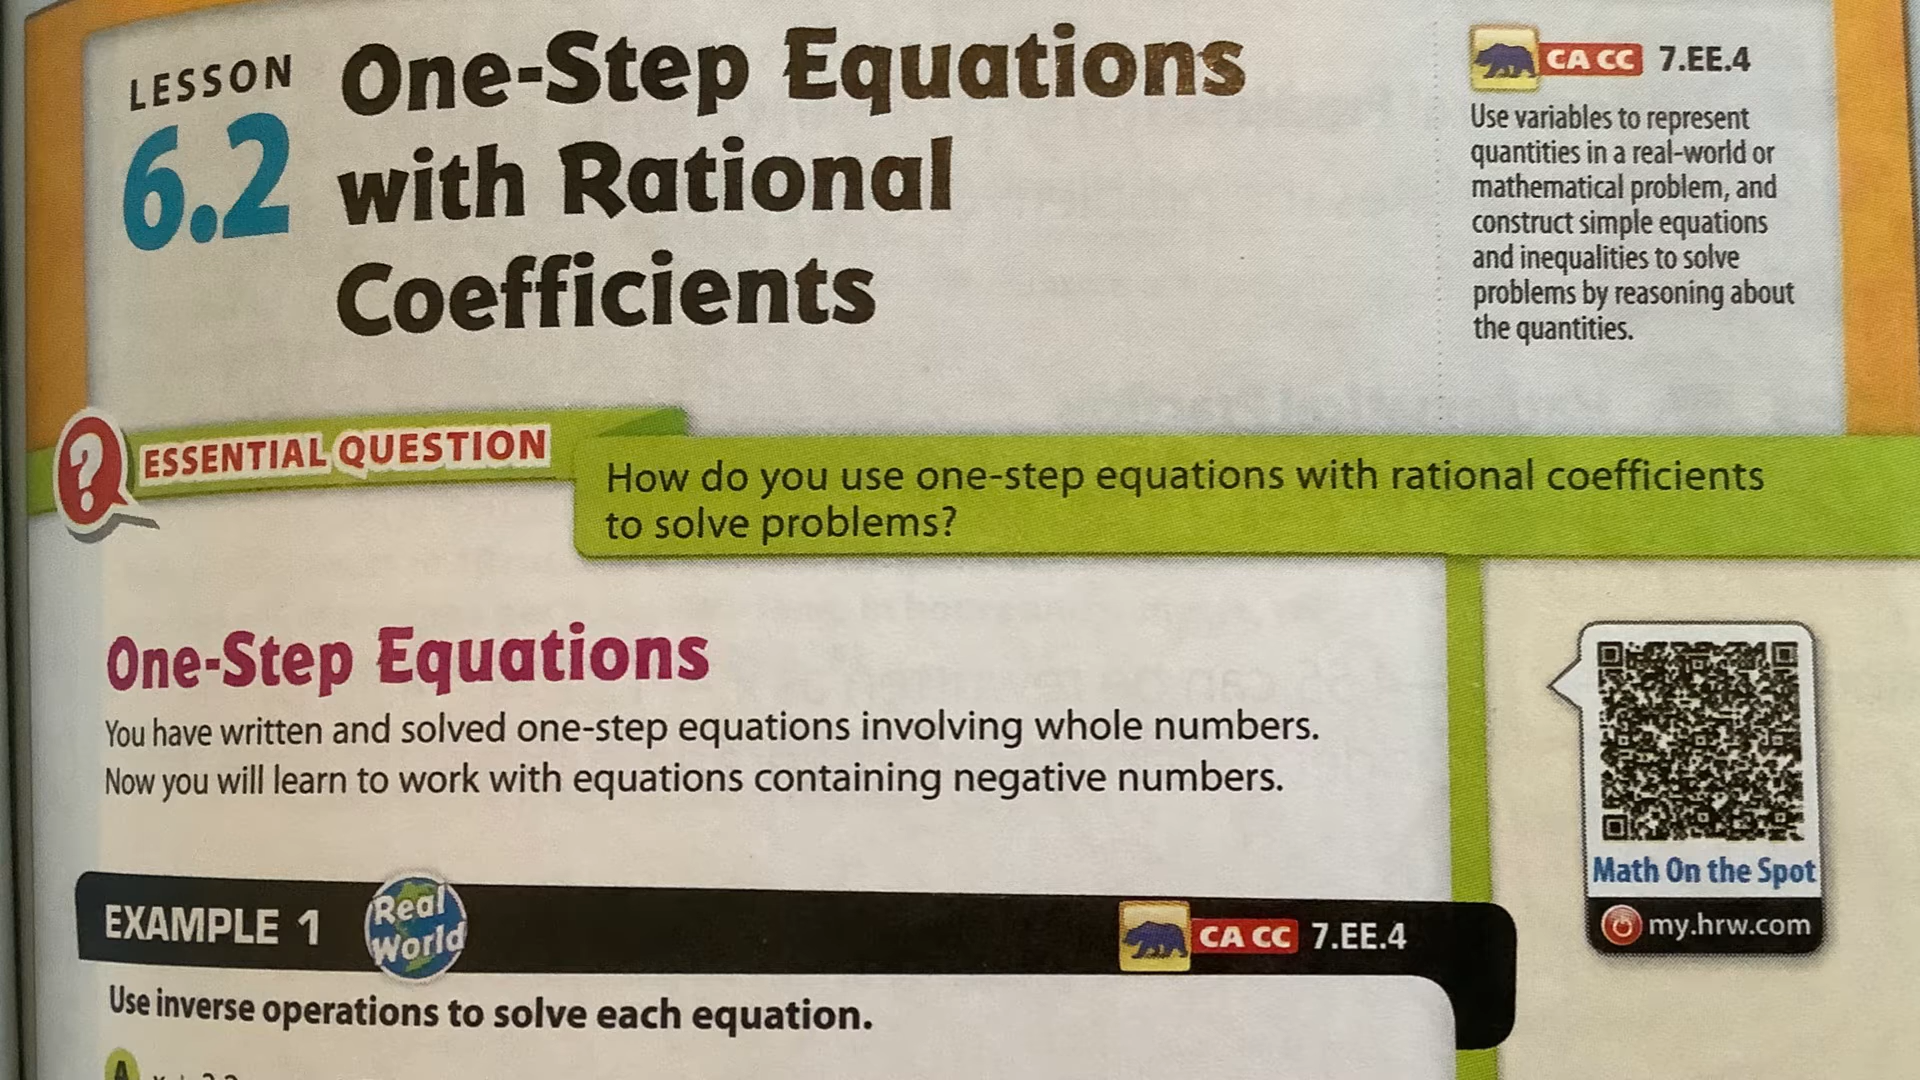 LESSON
6.2
One-Step Equations
with Rational
Coefficients
CA CC 7.EE.4
Use variables to represent
quantities in a real-world or
mathematical problem, and
construct simple equations
and inequalities to solve
problems by reasoning about
the quantities.
? ESSENTIAL QUESTION
How do you use one-step equations with rational coefficients
to solve problems?
One-Step Equations
You have written and solved one-step equations involving whole numbers.
Now you will learn to work with equations containing negative numbers.
Math On the Spot
my.hrw.com
EXAMPLE 1
Real
World
CA CC 7.EE.4
Use inverse operations to solve each equation.
A